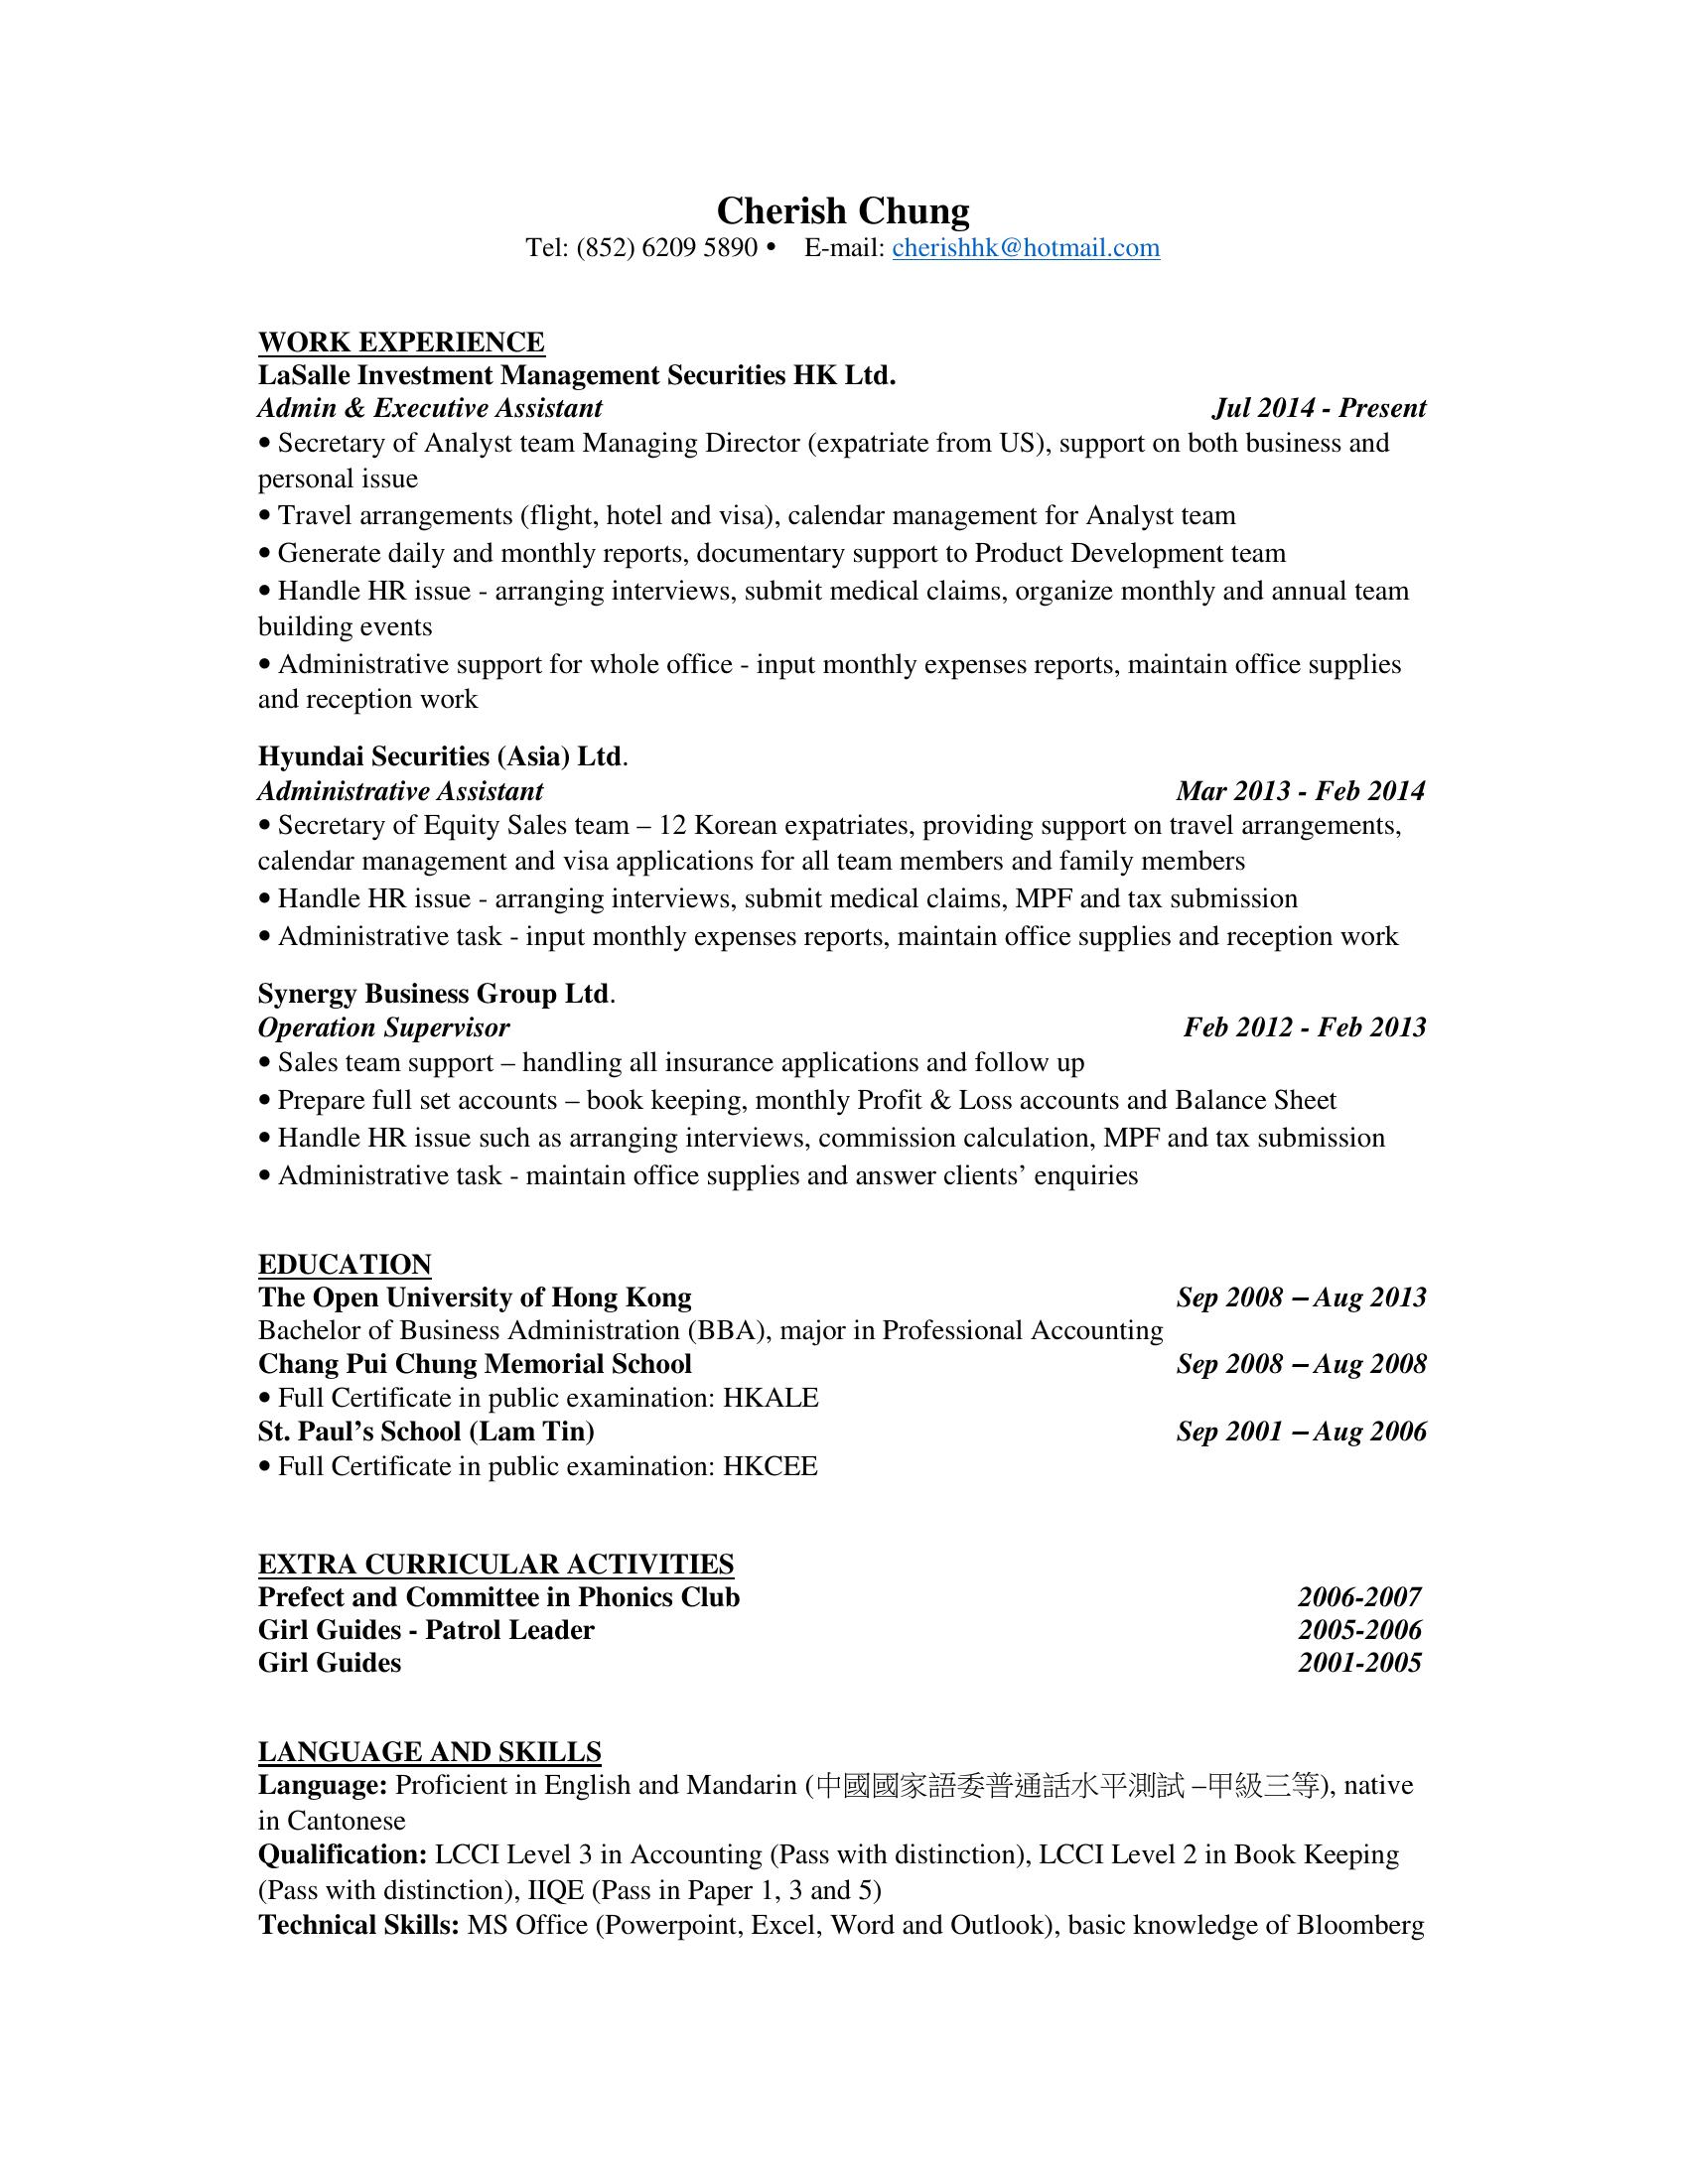 Cherish Chung
Tel: (852) 6209 5890 • E-mail: cherishhk@hotmail.com
WORK EXPERIENCE
LaSalle Investment Management Securities HK Ltd.
Admin & Executive Assistant Jul 2014 - Present
• Secretary of Analyst team Managing Director (expatriate from US), support on both business and
personal issue
• Travel arrangements (flight, hotel and visa), calendar management for Analyst team
• Generate daily and monthly reports, documentary support to Product Development team
• Handle HR issue - arranging interviews, submit medical claims, organize monthly and annual team
building events
• Administrative support for whole office - input monthly expenses reports, maintain office supplies
and reception work
Hyundai Securities (Asia) Ltd.
Administrative Assistant Mar 2013 - Feb 2014
• Secretary of Equity Sales team – 12 Korean expatriates, providing support on travel arrangements,
calendar management and visa applications for all team members and family members
• Handle HR issue - arranging interviews, submit medical claims, MPF and tax submission
• Administrative task - input monthly expenses reports, maintain office supplies and reception work
Synergy Business Group Ltd.
Operation Supervisor Feb 2012 - Feb 2013
• Sales team support – handling all insurance applications and follow up
• Prepare full set accounts – book keeping, monthly Profit & Loss accounts and Balance Sheet
• Handle HR issue such as arranging interviews, commission calculation, MPF and tax submission
• Administrative task - maintain office supplies and answer clients’ enquiries
EDUCATION
The Open University of Hong Kong Sep 2008 – Aug 2013
Bachelor of Business Administration (BBA), major in Professional Accounting
Chang Pui Chung Memorial School Sep 2008 – Aug 2008
• Full Certificate in public examination: HKALE
St. Paul’s School (Lam Tin) Sep 2001 – Aug 2006
• Full Certificate in public examination: HKCEE
EXTRA CURRICULAR ACTIVITIES
Prefect and Committee in Phonics Club 2006-2007
Girl Guides - Patrol Leader 2005-2006
Girl Guides 2001-2005
LANGUAGE AND SKILLS
Language: Proficient in English and Mandarin (中國國家語委普通話水平測試 –甲級三等), native
in Cantonese
Qualification: LCCI Level 3 in Accounting (Pass with distinction), LCCI Level 2 in Book Keeping
(Pass with distinction), IIQE (Pass in Paper 1, 3 and 5)
Technical Skills: MS Office (Powerpoint, Excel, Word and Outlook), basic knowledge of Bloomberg